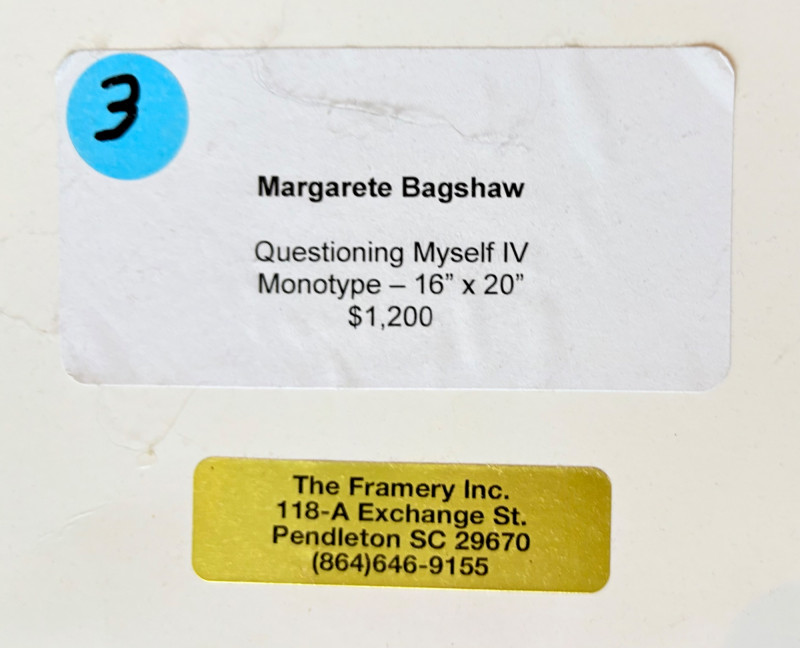 3
Margarete Bagshaw
Questioning Myself IV
Monotype – 16” x 20”
$1,200
The Framery Inc.
118-A Exchange St.
Pendleton SC 29670
(864)646-9155